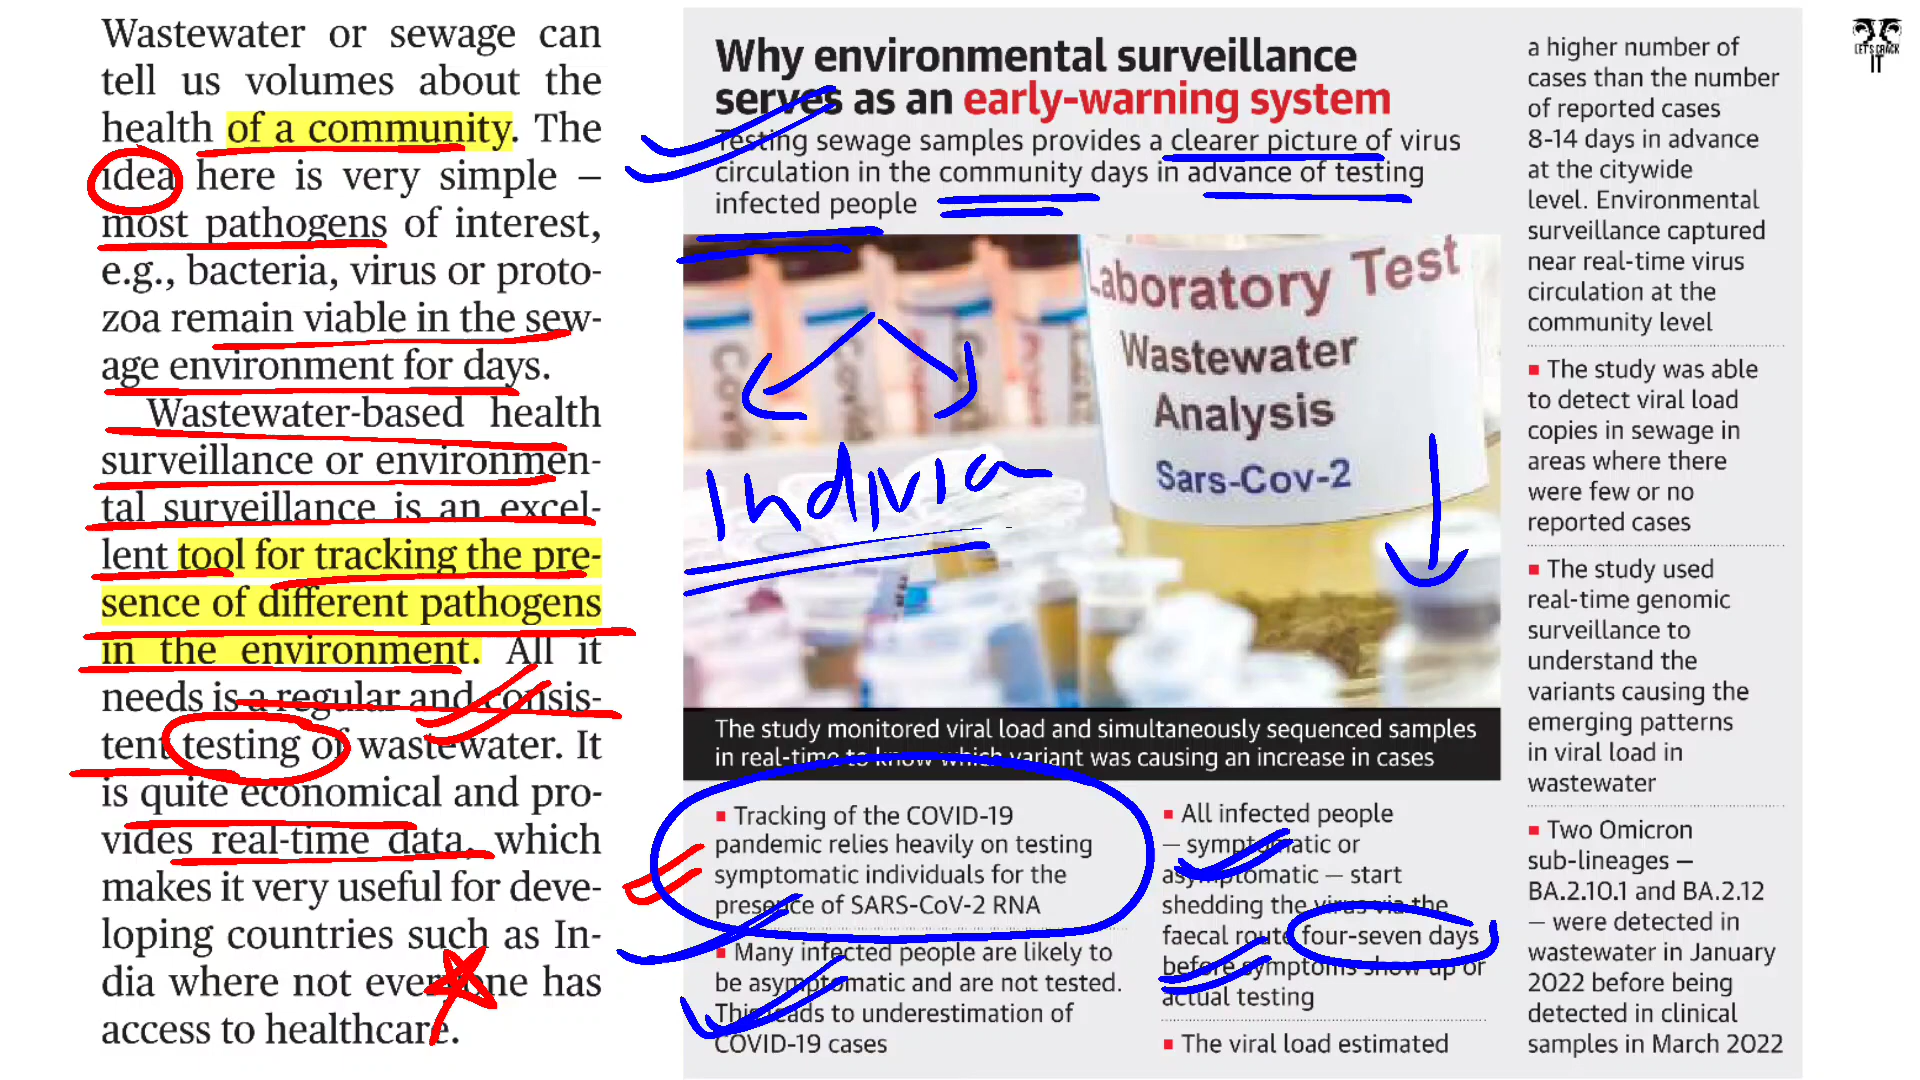 Wastewater or sewage can
tell us volumes about the
health of a community. The
idea here is very simple –
most pathogens of interest,
e.g., bacteria, virus or proto-
zoa remain viable in the sew-
age environment for days.
Wastewater-based health
surveillance or environmen-
tal surveillance is an excel-
lent tool for tracking the pre-
sence of different pathogens
in the environment. All it
needs is a regular and consis-
tent testing of wastewater. It
is quite economical and pro-
vides real-time data, which
makes it very useful for deve-
loping countries such as In-
dia where not everyone has
access to healthcare.
Why environmental surveillance
serves as an early-warning system
Testing sewage samples provides a clearer picture of virus
circulation in the community days in advance of testing
infected people
Laboratory Test
Wastewater
Analysis
Sars-Cov-2
Covid
Individ
The study monitored viral load and simultaneously sequenced samples
in real-time to know which variant was causing an increase in cases
▪ Tracking of the COVID-19
pandemic relies heavily on testing
symptomatic individuals for the
presence of SARS-CoV-2 RNA
▪ Many infected people are likely to
be asymptomatic and are not tested.
This leads to underestimation of
COVID-19 cases
▪ All infected people
— symptomatic or
asymptomatic — start
shedding the virus via the
faecal route four-seven days
before symptoms show up or
actual testing
▪ The viral load estimated
a higher number of
cases than the number
of reported cases
8-14 days in advance
at the citywide
level. Environmental
surveillance captured
near real-time virus
circulation at the
community level
▪ The study was able
to detect viral load
copies in sewage in
areas where there
were few or no
reported cases
▪ The study used
real-time genomic
surveillance to
understand the
variants causing the
emerging patterns
in viral load in
wastewater
▪ Two Omicron
sub-lineages —
BA.2.10.1 and BA.2.12
— were detected in
wastewater in January
2022 before being
detected in clinical
samples in March 2022
LET'S CRACK
IT